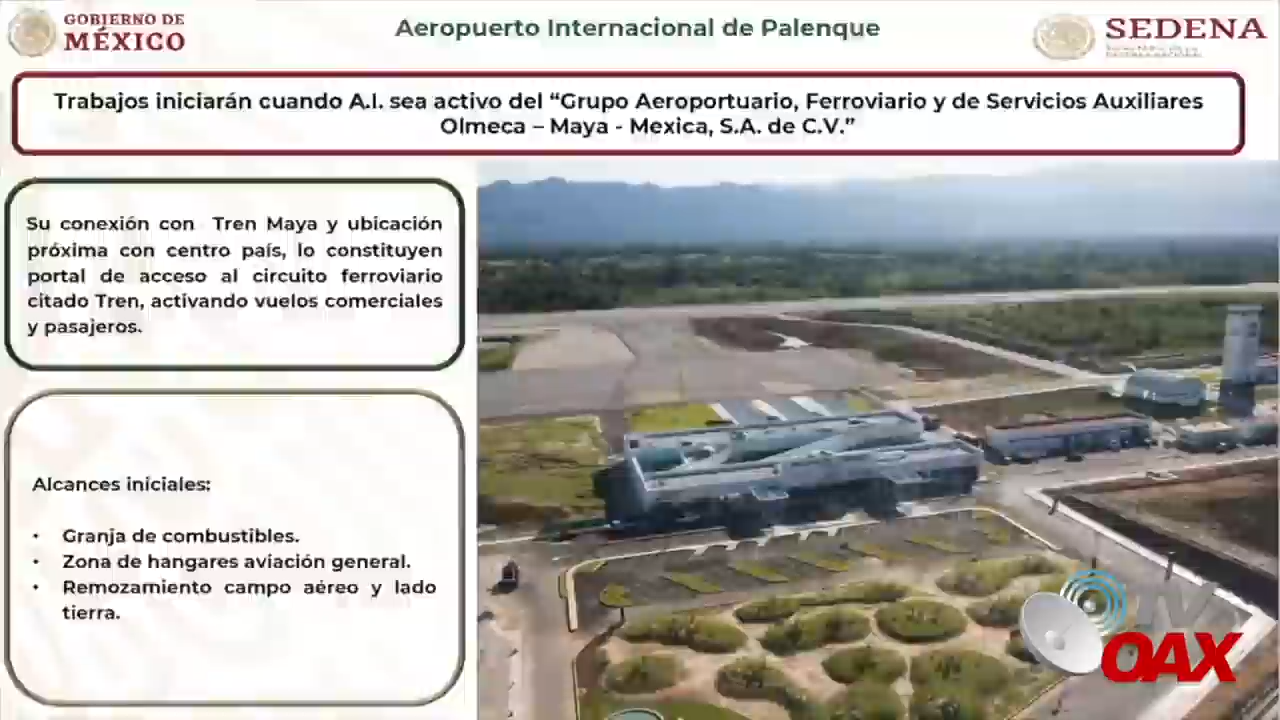 GOBIERNO DE
MÉXICO
Aeropuerto Internacional de Palenque
SEDENA
Trabajos iniciarán cuando A.I. sea activo del “Grupo Aeroportuario, Ferroviario y de Servicios Auxiliares
Olmeca – Maya - Mexica, S.A. de C.V.”
Su conexión con Tren Maya y ubicación
próxima con centro país, lo constituyen
portal de acceso al circuito ferroviario
citado Tren, activando vuelos comerciales
y pasajeros.
Alcances iniciales:
• Granja de combustibles.
• Zona de hangares aviación general.
• Remozamiento campo aéreo y lado
tierra.
TV
OAX